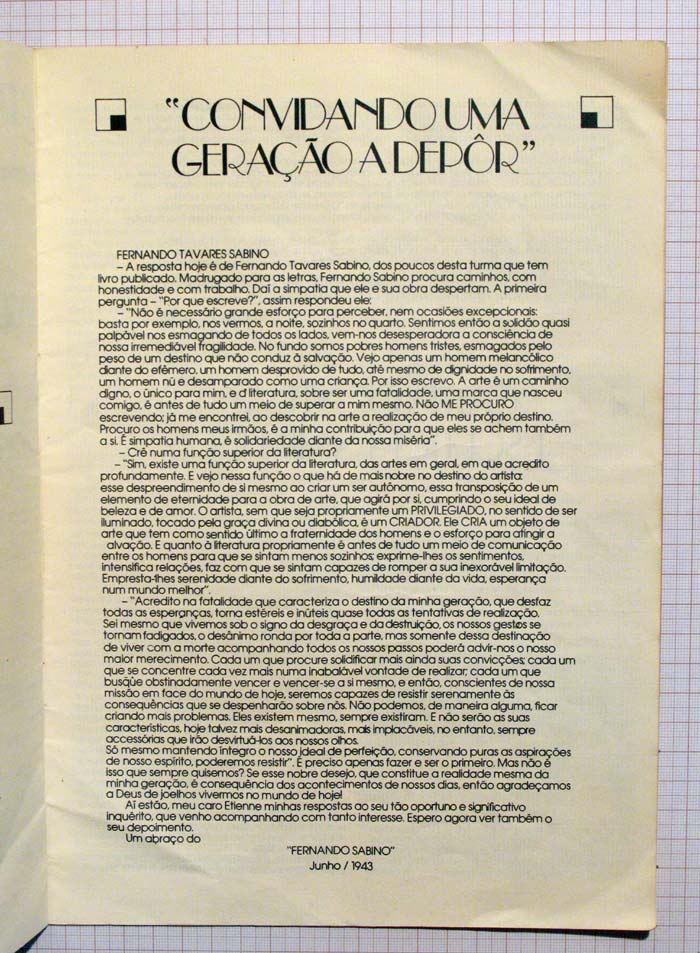 "CONVIDANDO UMA
GERAÇÃO A DEPÔR"
FERNANDO TAVARES SABINO
– A resposta hoje é de Fernando Tavares Sabino, dos poucos desta turma que tem
livro publicado. Madrugado para as letras, Fernando Sabino procura caminhos, com
honestidade e com trabalho. Daí a simpatia que ele e sua obra despertam. A primeira
pergunta – "Por que escreve?", assim respondeu ele:
– "Não é necessário grande esforço para perceber, nem ocasiões excepcionais:
basta por exemplo, nos vermos, a noite, sozinhos no quarto. Sentimos então a solidão quasi
palpável nos esmagando de todos os lados, vem-nos desesperadora a consciência de
nossa irremediável fragilidade. No fundo somos pobres homens tristes, esmagados pelo
peso de um destino que não conduz à salvação. Vejo apenas um homem melancólico
diante do efêmero, um homem desprovido de tudo, até mesmo de dignidade no sofrimento,
um homem nú e desamparado como uma criança. Por isso escrevo. A arte é um caminho
digno, o único para mim, e a literatura, sobre ser uma fatalidade, uma marca que nasceu
comigo, é antes de tudo um meio de superar a mim mesmo. Não ME PROCURO
escrevendo; já me encontrei, ao descobrir na arte a realização de meu próprio destino.
Procuro os homens meus irmãos, é a minha contribuição para que eles se achem também
a si. É simpatia humana, é solidariedade diante da nossa miséria".
– Crê numa função superior da literatura?
– "Sim, existe uma função superior da literatura, das artes em geral, em que acredito
profundamente. E vejo nessa função o que há de mais nobre no destino do artista:
esse despreendimento de si mesmo ao criar um ser autônomo, essa transposição de um
elemento de eternidade para a obra de arte, que agirá por si, cumprindo o seu ideal de
beleza e de amor. O artista, sem que seja propriamente um PRIVILEGIADO, no sentido de ser
iluminado, tocado pela graça divina ou diabólica, é um CRIADOR. Ele CRIA um objeto de
arte que tem como sentido último a fraternidade dos homens e o esforço para atingir a
alvação. E quanto à literatura propriamente é antes de tudo um meio de comunicação
entre os homens para que se sintam menos sozinhos; exprime-lhes os sentimentos,
intensifica relações, faz com que se sintam capazes de romper a sua inexorável limitação.
Empresta-lhes serenidade diante do sofrimento, humildade diante da vida, esperança
num mundo melhor".
– "Acredito na fatalidade que caracteriza o destino da minha geração, que desfaz
todas as esperanças, torna estéreis e inúteis quase todas as tentativas de realização.
Sei mesmo que vivemos sob o signo da desgraça e da destruição, os nossos gestos se
tornam fadigados, o desânimo ronda por toda a parte, mas somente dessa destinação
de viver com a morte acompanhando todos os nossos passos poderá advir-nos o nosso
maior merecimento. Cada um que procure solidificar mais ainda suas convicções; cada um
que se concentre cada vez mais numa inabalável vontade de realizar; cada um que
busque obstinadamente vencer e vencer-se a si mesmo, e então, conscientes de nossa
missão em face do mundo de hoje, seremos capazes de resistir serenamente às
consequências que se despenharão sobre nós. Não podemos, de maneira alguma, ficar
criando mais problemas. Eles existem mesmo, sempre existiram. E não serão as suas
características, hoje talvez mais desanimadoras, mais implacáveis, no entanto, sempre
accessórias que irão desvirtuá-los aos nossos olhos.
Só mesmo mantendo íntegro o nosso ideal de perfeição, conservando puras as aspirações
de nosso espírito, poderemos resistir". É preciso apenas fazer e ser o primeiro. Mas não é
isso que sempre quisemos? Se esse nobre desejo, que constitue a realidade mesma da
minha geração, é consequência dos acontecimentos de nossos dias, então agradeçamos
a Deus de joelhos vivermos no mundo de hoje!
Aí estão, meu caro Etienne minhas respostas ao seu tão oportuno e significativo
inquérito, que venho acompanhando com tanto interesse. Espero agora ver também o
seu depoimento.
Um abraço do
"FERNANDO SABINO"
Junho / 1943